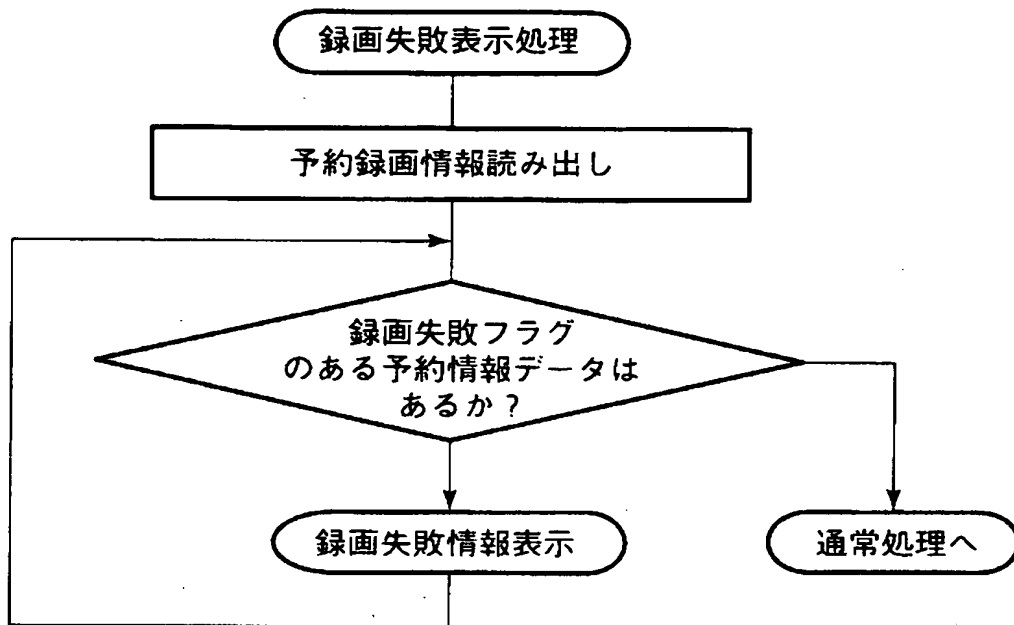 録画失敗表示処理
予約録画情報読み出し
録画失敗フラグ
のある予約情報データは
あるか？
録画失敗情報表示
通常処理へ